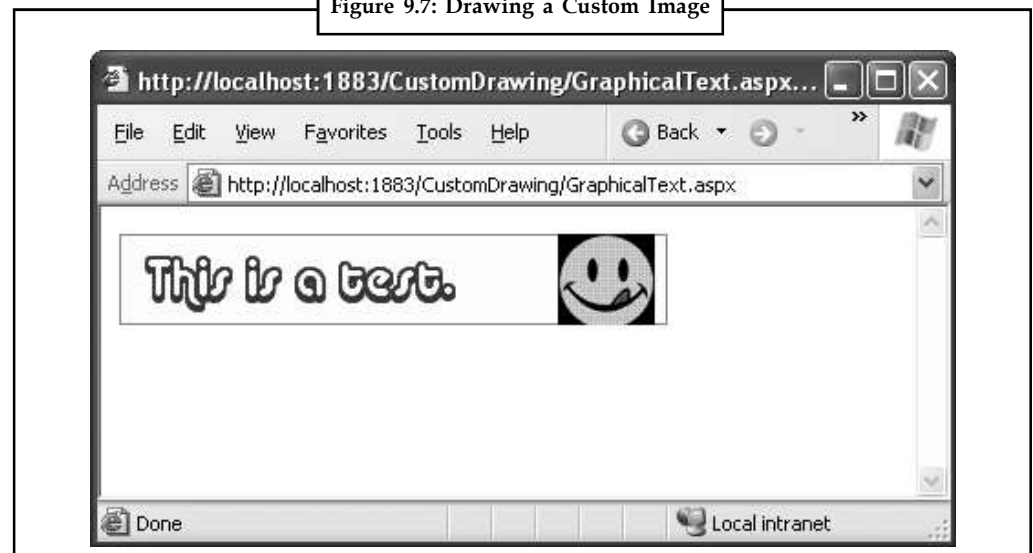 Figure 9.7: Drawing a Custom Image
http://localhost:1883/CustomDrawing/GraphicalText.aspx...
File Edit View Favorites Tools Help Back
Address http://localhost:1883/CustomDrawing/GraphicalText.aspx
This is a test.
Done Local intranet